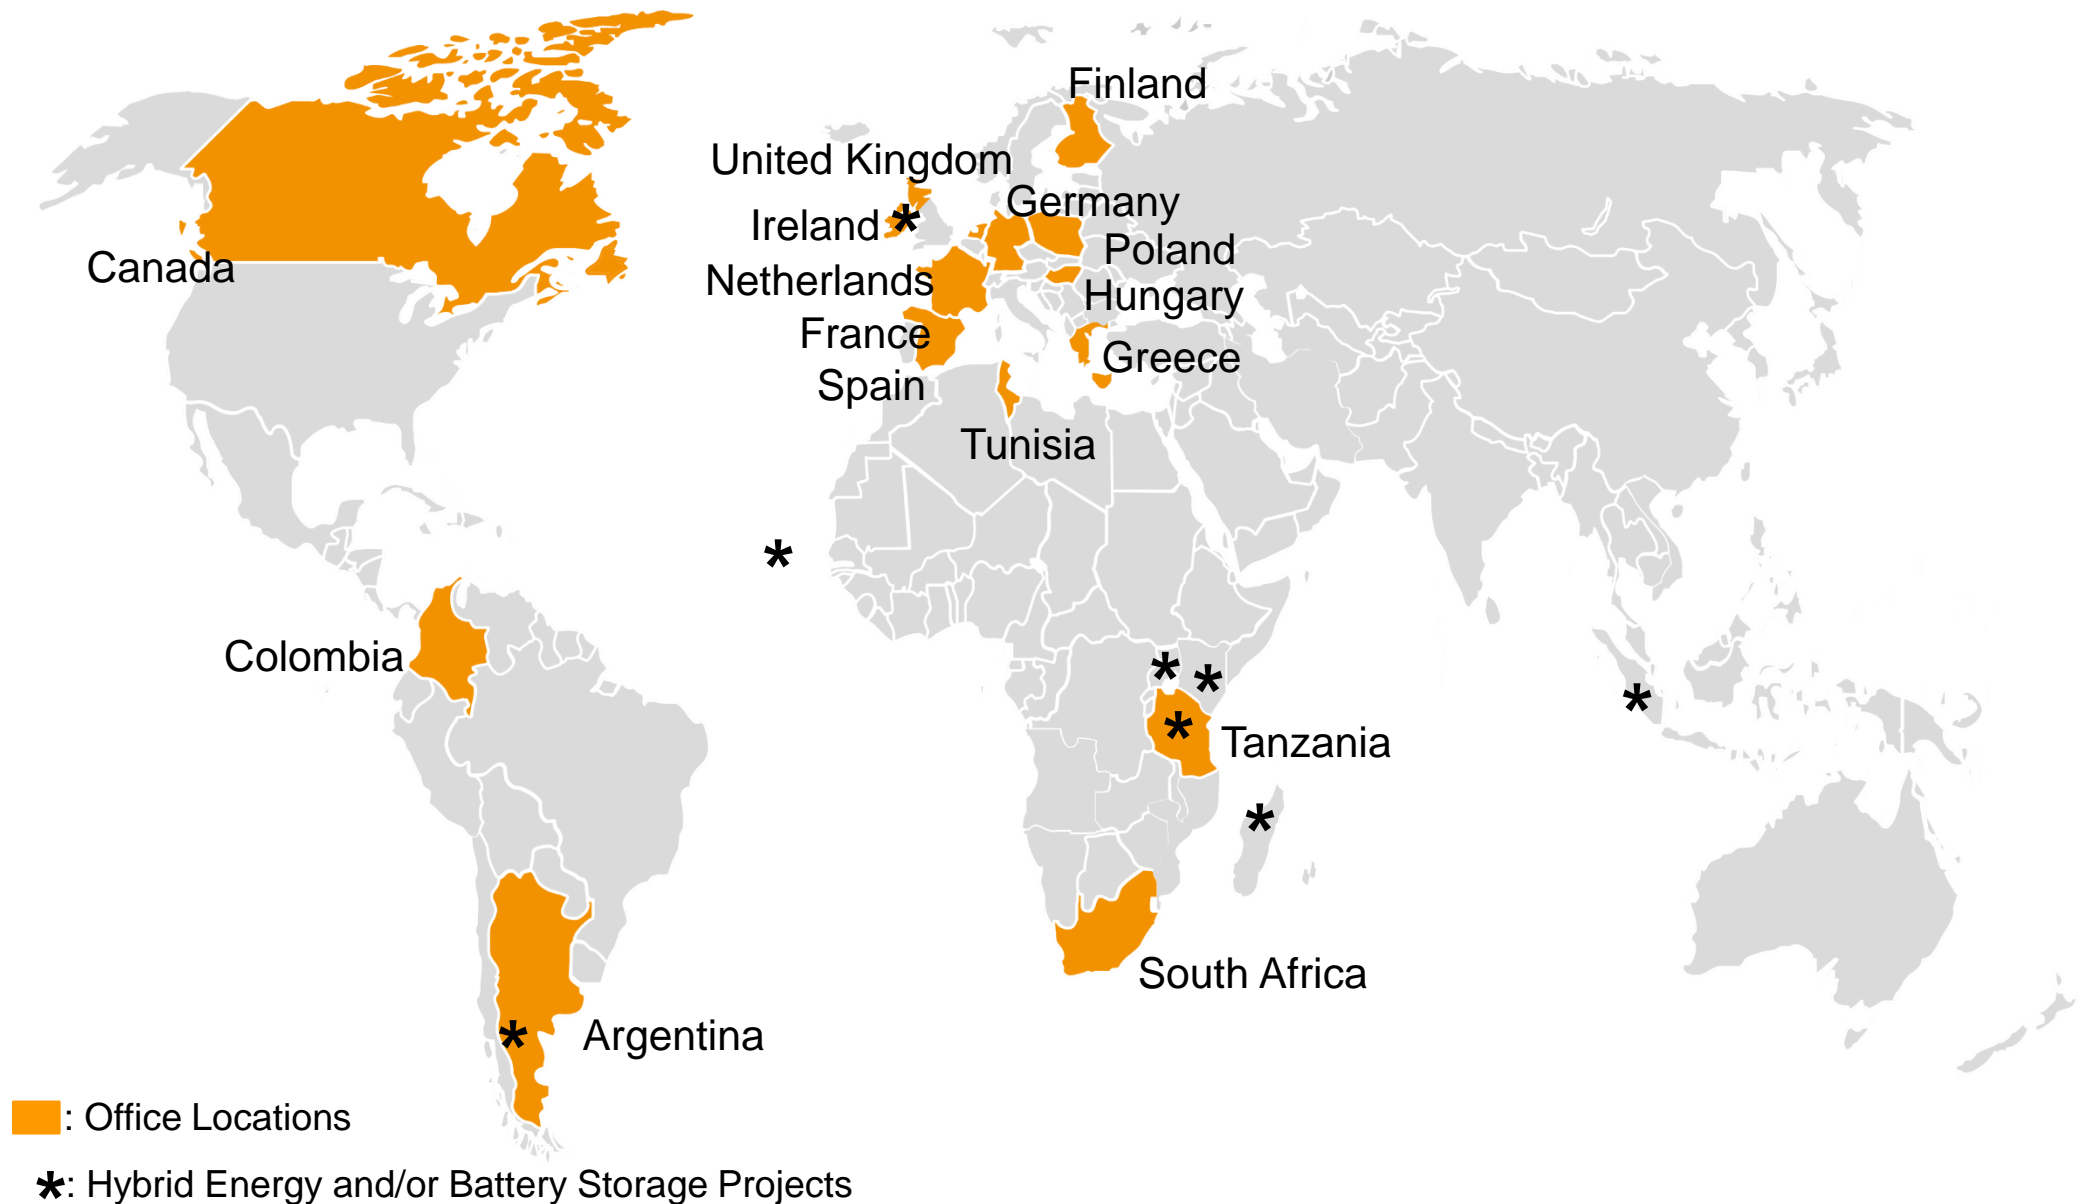 Finland
United Kingdom
Germany
Ireland
Poland
Canada
Netherlands
Hungary
France
Greece
Spain
Tunisia
Colombia
Tanzania
South Africa
Argentina
: Office Locations
*: Hybrid Energy and/or Battery Storage Projects